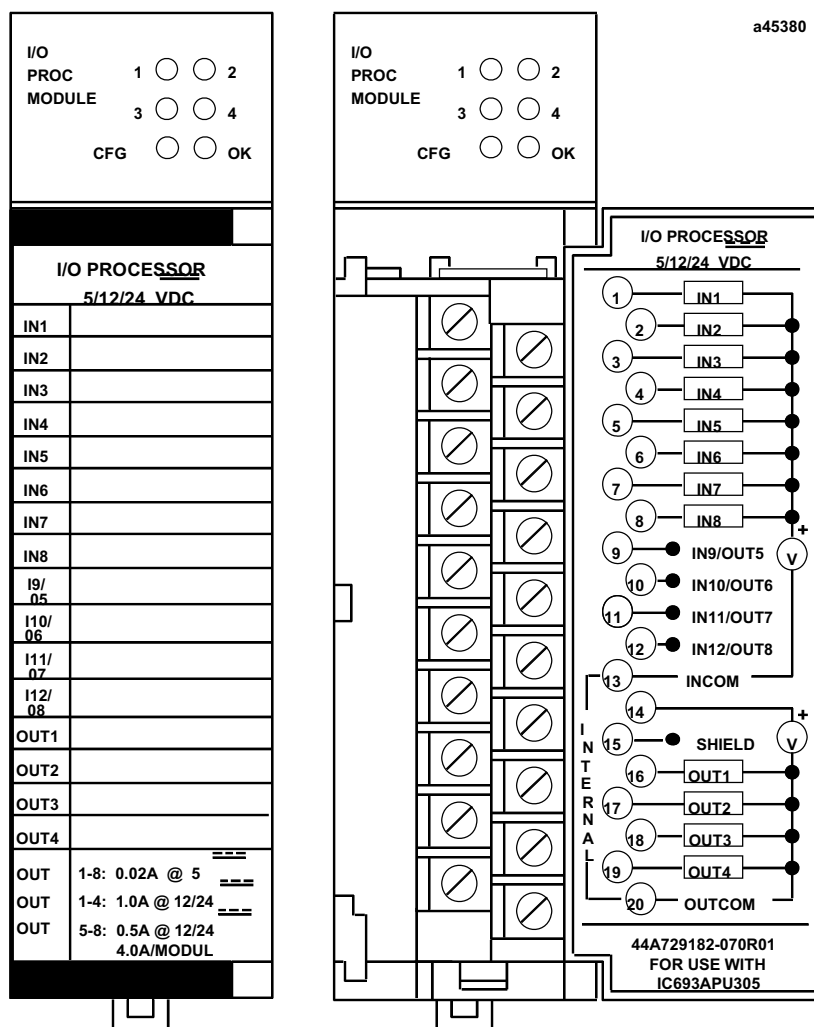 a45380
I/O
PROC
MODULE
1 2
3 4
CFG OK
I/O PROCESSOR
5/12/24 VDC
IN1
IN2
IN3
IN4
IN5
IN6
IN7
IN8
I9/
05
I10/
06
I11/
07
I12/
08
OUT1
OUT2
OUT3
OUT4
OUT 1-8: 0.02A @ 5
OUT 1-4: 1.0A @ 12/24
OUT 5-8: 0.5A @ 12/24
4.0A/MODUL
I/O
PROC
MODULE
1 2
3 4
CFG OK
I/O PROCESSOR
5/12/24 VDC
1 IN1
2 IN2
3 IN3
4 IN4
5 IN5
6 IN6
7 IN7
8 IN8
+
V
9 IN9/OUT5
10 IN10/OUT6
11 IN11/OUT7
12 IN12/OUT8
13 INCOM
14
+
V
15 SHIELD
16 OUT1
17 OUT2
18 OUT3
19 OUT4
20 OUTCOM
INTERNAL
44A729182-070R01
FOR USE WITH
IC693APU305